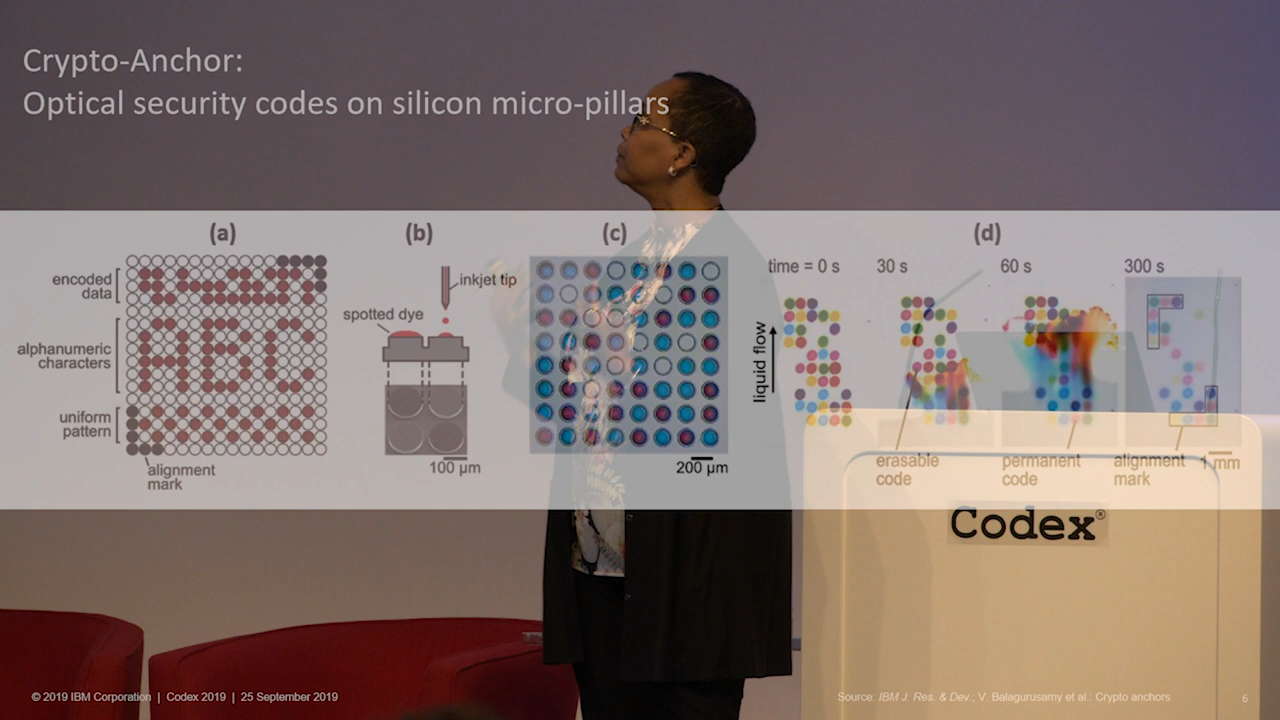 Crypto-Anchor:
Optical security codes on silicon micro-pillars
(a)
encoded
data
alphanumeric
characters
uniform
pattern
ABC
alignment
mark
(b)
inkjet tip
spotted dye
100 µm
(c)
200 µm
(d)
time = 0 s
30 s
60 s
300 s
liquid flow
erasable
code
permanent
code
alignment
mark
1 mm
Codex®
© 2019 IBM Corporation | Codex 2019 | 25 September 2019
Source: IBM J. Res. & Dev.; V. Balagurusamy et al.: Crypto anchors
6